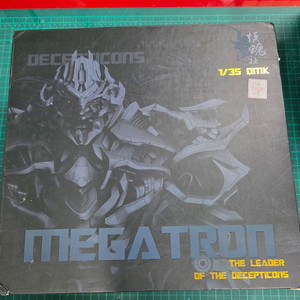 DECEPTICONS
1/35 DMK
MEGATRON
THE LEADER
OF THE DECEPTICONS